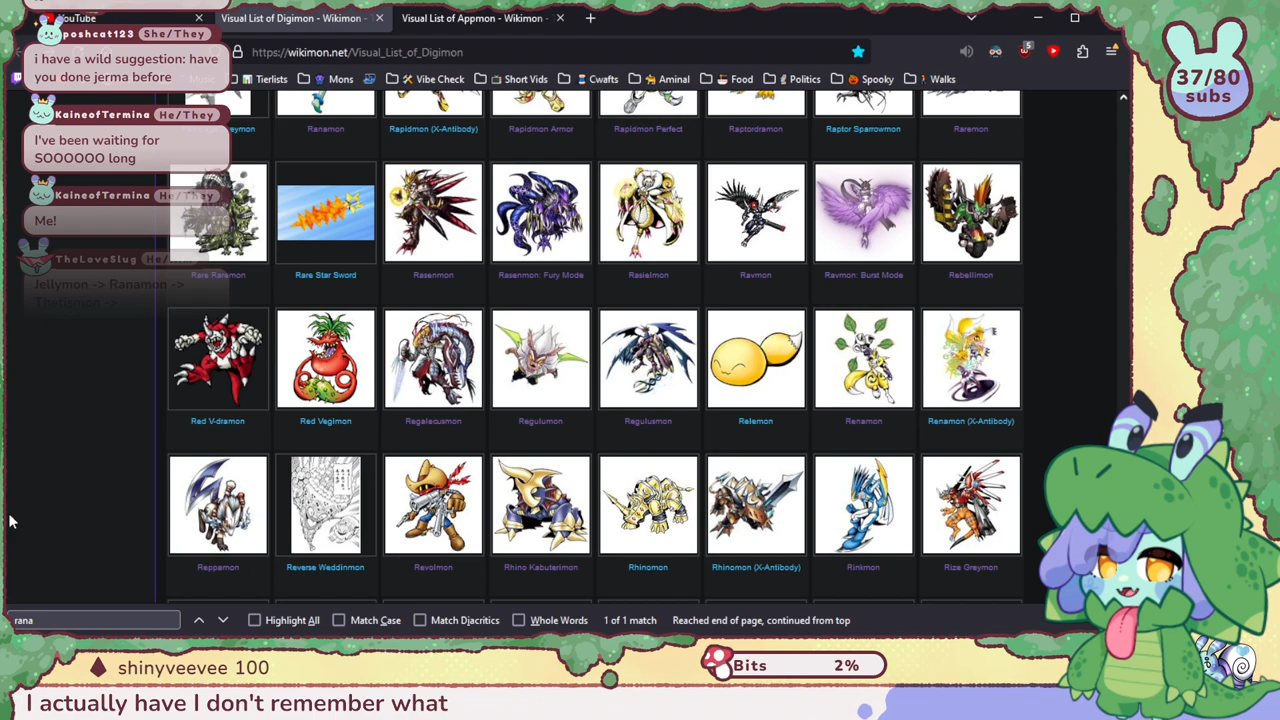 YouTube
Visual List of Digimon - Wikimon
Visual List of Appmon - Wikimon
https://wikimon.net/Visual_List_of_Digimon
5
Tierlists
Mons
Vibe Check
Short Vids
Cwafts
Aminal
Food
Politics
Spooky
Walks
poshcat123 She/They
i have a wild suggestion: have
you done jerma before
KaineofTermina He/They
I've been waiting for
SOOOOOO long
KaineofTermina He/They
Me!
TheLoveSlug
Jellymon -> Ranamon ->
Thetismon ->
37/80
subs
Ranamon
Rapidmon (X-Antibody)
Rapidmon Armor
Rapidmon Perfect
Raptordramon
Raptor Sparrowmon
Raremon
Rare Raremon
Rare Star Sword
Rasenmon
Rasenmon: Fury Mode
Rasielmon
Ravmon
Ravmon: Burst Mode
Rebellimon
Red V-dramon
Red Vegimon
Regalecusmon
Regulumon
Regulusmon
Relemon
Renamon
Renamon (X-Antibody)
Reppamon
Reverse Weddinmon
Revolmon
Rhino Kabuterimon
Rhinomon
Rhinomon (X-Antibody)
Rinkmon
Rize Greymon
rana
Highlight All
Match Case
Match Diacritics
Whole Words
1 of 1 match
Reached end of page, continued from top
shinyveevee 100
Bits 2%
I actually have I don't remember what